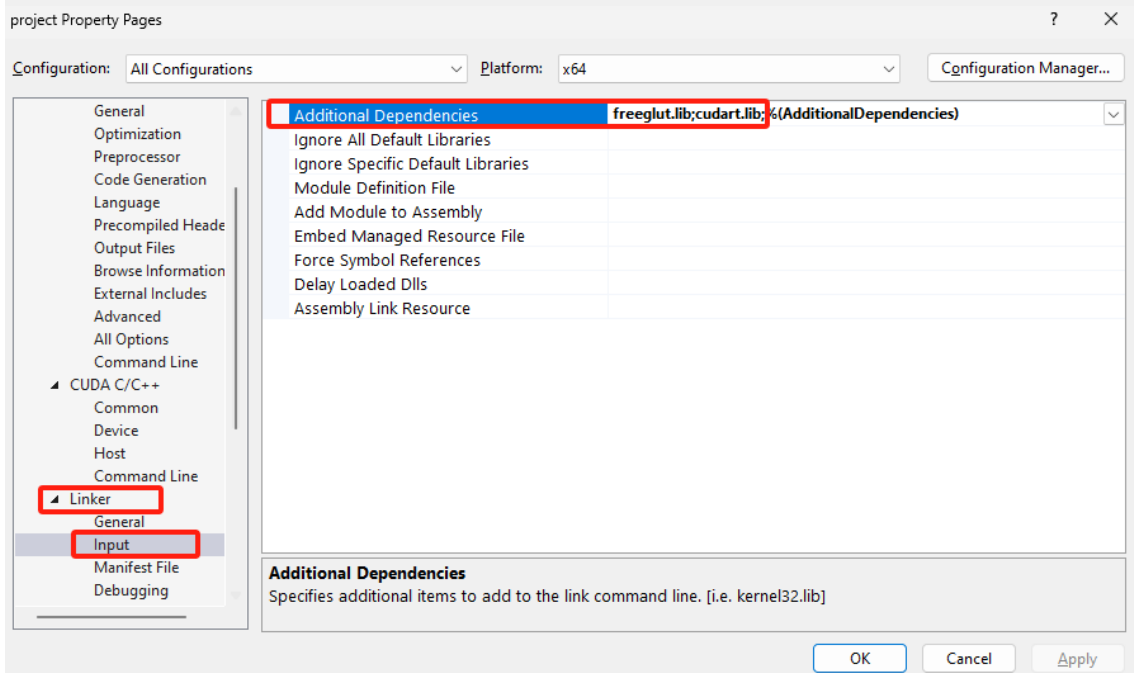 project Property Pages
?
Configuration: All Configurations Platform: x64 Configuration Manager...
General
Optimization
Preprocessor
Code Generation
Language
Precompiled Heade
Output Files
Browse Information
External Includes
Advanced
All Options
Command Line
CUDA C/C++
Common
Device
Host
Command Line
Linker
General
Input
Manifest File
Debugging
Additional Dependencies freeglut.lib;cudart.lib;%(AdditionalDependencies)
Ignore All Default Libraries
Ignore Specific Default Libraries
Module Definition File
Add Module to Assembly
Embed Managed Resource File
Force Symbol References
Delay Loaded Dlls
Assembly Link Resource
Additional Dependencies
Specifies additional items to add to the link command line. [i.e. kernel32.lib]
OK Cancel Apply